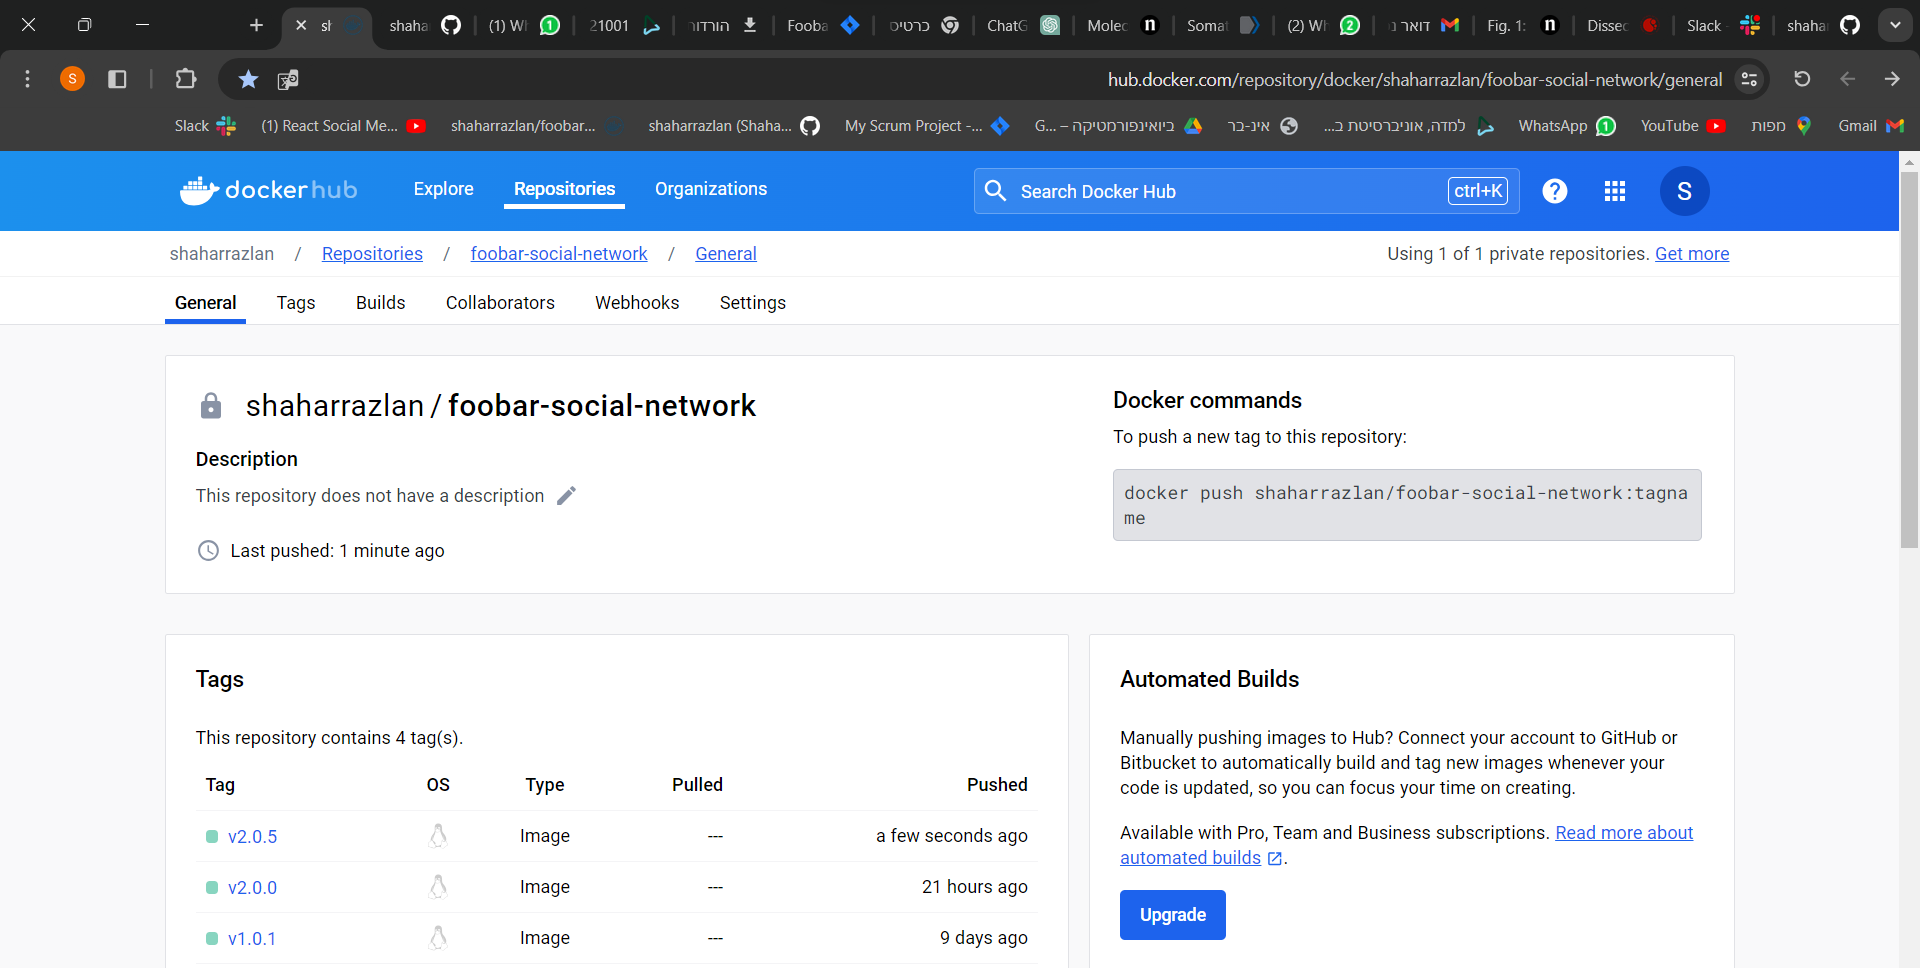 sh
shaha
(1) Wh
21001
הורדוו
Fooba
כרטיס
ChatG
Molec
Somat
(2) Wh
דואר נ
Fig. 1:
Dissec
Slack
shahar
S
hub.docker.com/repository/docker/shaharrazlan/foobar-social-network/general
Slack
(1) React Social Me...
shaharrazlan/foobar...
shaharrazlan (Shaha...
My Scrum Project -...
ביואינפורמטיקה – G...
אינ-בר
למדה, אוניברסיטת ב...
WhatsApp
YouTube
מפות
Gmail
docker hub
Explore
Repositories
Organizations
Search Docker Hub
ctrl+K
S
shaharrazlan / Repositories / foobar-social-network / General
Using 1 of 1 private repositories. Get more
General
Tags
Builds
Collaborators
Webhooks
Settings
shaharrazlan / foobar-social-network
Description
This repository does not have a description
Last pushed: 1 minute ago
Docker commands
To push a new tag to this repository:
docker push shaharrazlan/foobar-social-network:tagna
me
Tags
This repository contains 4 tag(s).
Tag OS Type Pulled Pushed
v2.0.5 Image --- a few seconds ago
v2.0.0 Image --- 21 hours ago
v1.0.1 Image --- 9 days ago
Automated Builds
Manually pushing images to Hub? Connect your account to GitHub or
Bitbucket to automatically build and tag new images whenever your
code is updated, so you can focus your time on creating.
Available with Pro, Team and Business subscriptions. Read more about
automated builds.
Upgrade